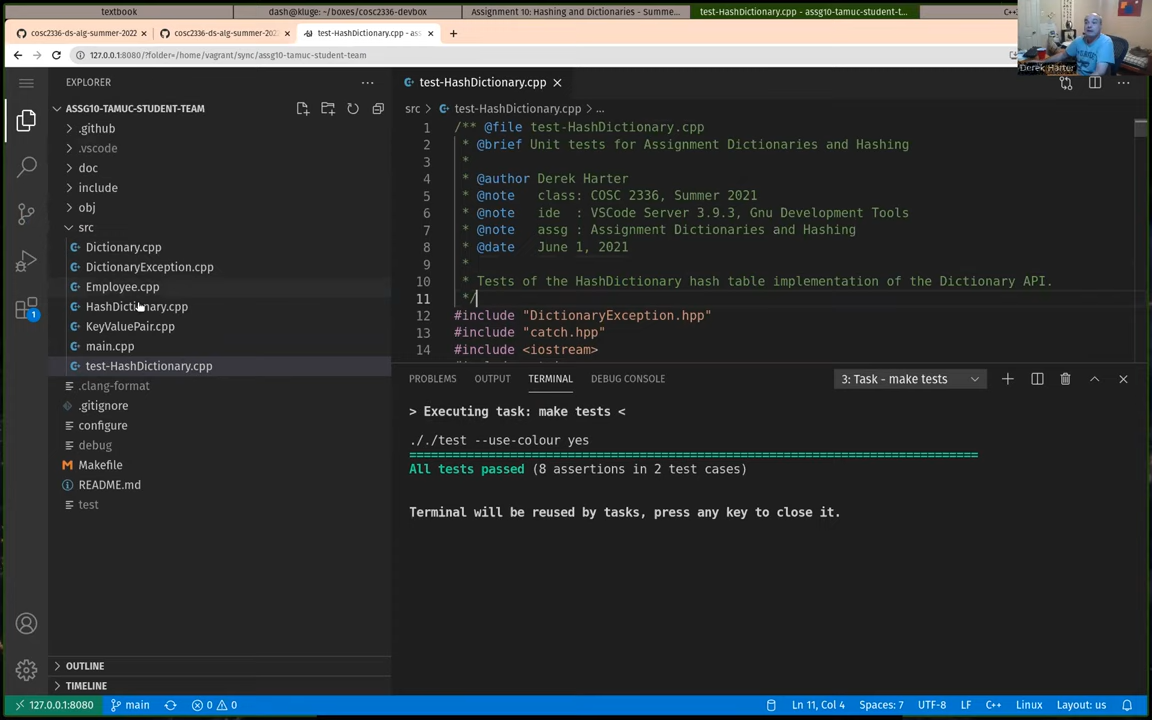 textbook
dash@kluge: ~/boxes/cosc2336-devbox
Assignment 10: Hashing and Dictionaries - Summe...
test-HashDictionary.cpp - assg10-tamuc-student-t...
C++
cosc2336-ds-alg-summer-2022
cosc2336-ds-alg-summer-202
test-HashDictionary.cpp - ass
127.0.0.1:8080/?folder=/home/vagrant/sync/assg10-tamuc-student-team
Derek Harter
EXPLORER
ASSG10-TAMUC-STUDENT-TEAM
.github
.vscode
doc
include
obj
src
Dictionary.cpp
DictionaryException.cpp
Employee.cpp
HashDictionary.cpp
KeyValuePair.cpp
main.cpp
test-HashDictionary.cpp
.clang-format
.gitignore
configure
debug
Makefile
README.md
test
OUTLINE
TIMELINE
1
test-HashDictionary.cpp
src > test-HashDictionary.cpp > ...
1 /** @file test-HashDictionary.cpp
2 * @brief Unit tests for Assignment Dictionaries and Hashing
3 *
4 * @author Derek Harter
5 * @note class: COSC 2336, Summer 2021
6 * @note ide : VSCode Server 3.9.3, Gnu Development Tools
7 * @note assg : Assignment Dictionaries and Hashing
8 * @date June 1, 2021
9 *
10 * Tests of the HashDictionary hash table implementation of the Dictionary API.
11 */
12 #include "DictionaryException.hpp"
13 #include "catch.hpp"
14 #include <iostream>
PROBLEMS OUTPUT TERMINAL DEBUG CONSOLE
3: Task - make tests
> Executing task: make tests <
././test --use-colour yes
===============================================================================
All tests passed (8 assertions in 2 test cases)
Terminal will be reused by tasks, press any key to close it.
127.0.0.1:8080 main 0 0 Ln 11, Col 4 Spaces: 7 UTF-8 LF C++ Linux Layout: us